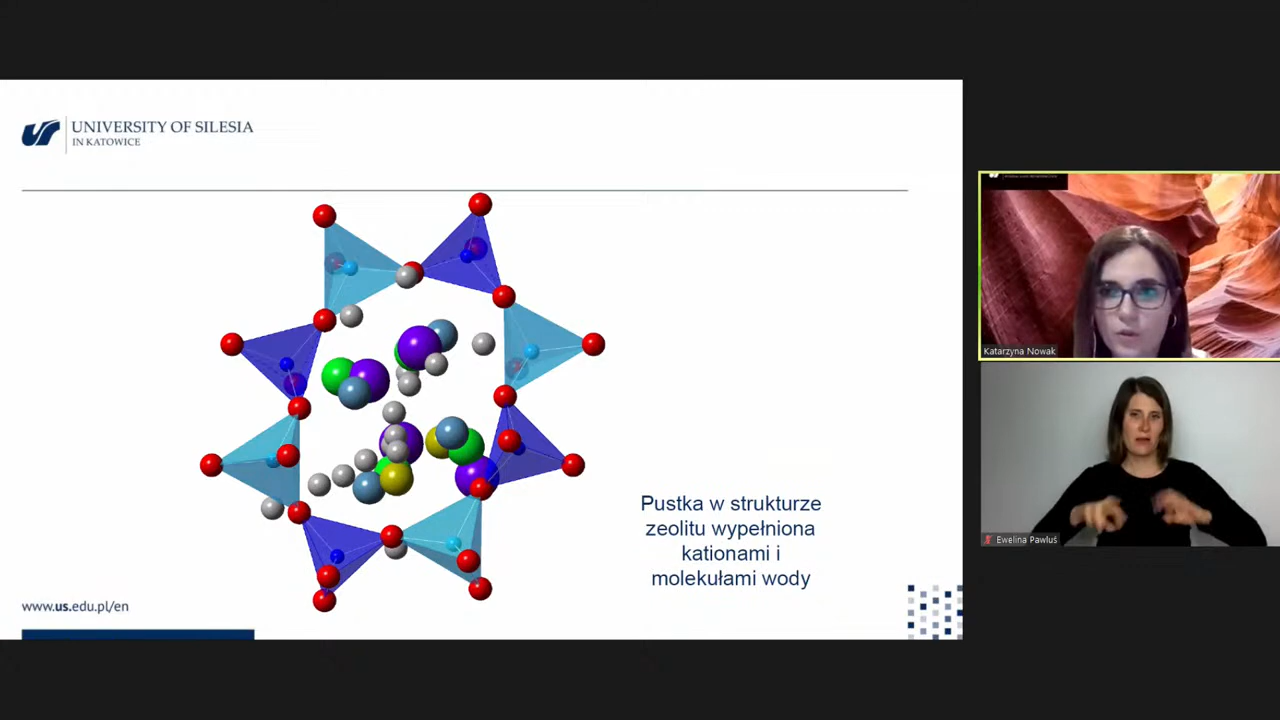 UNIVERSITY OF SILESIA
IN KATOWICE
Pustka w strukturze
zeolitu wypełniona
kationami i
molekułami wody
www.us.edu.pl/en
Katarzyna Nowak
Ewelina Pawluś